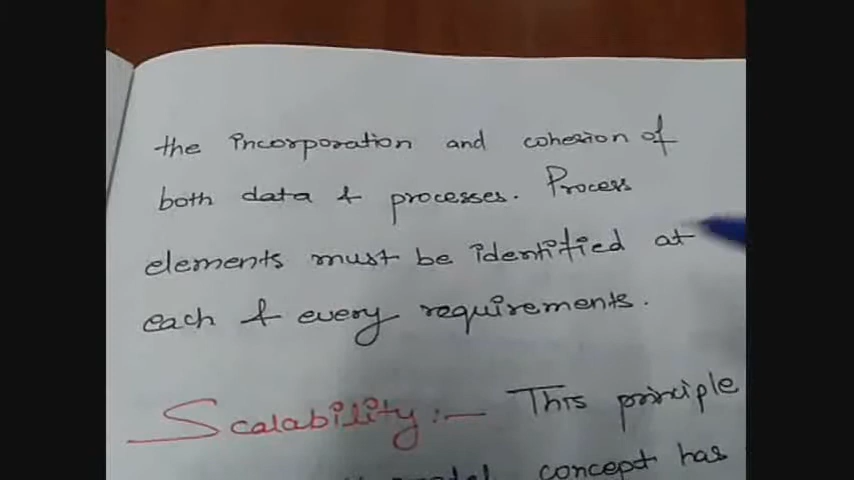 the incorporation and cohesion of
both data & processes. Process
elements must be identified at
each & every requirements.
Scalability :- This principle
model concept has